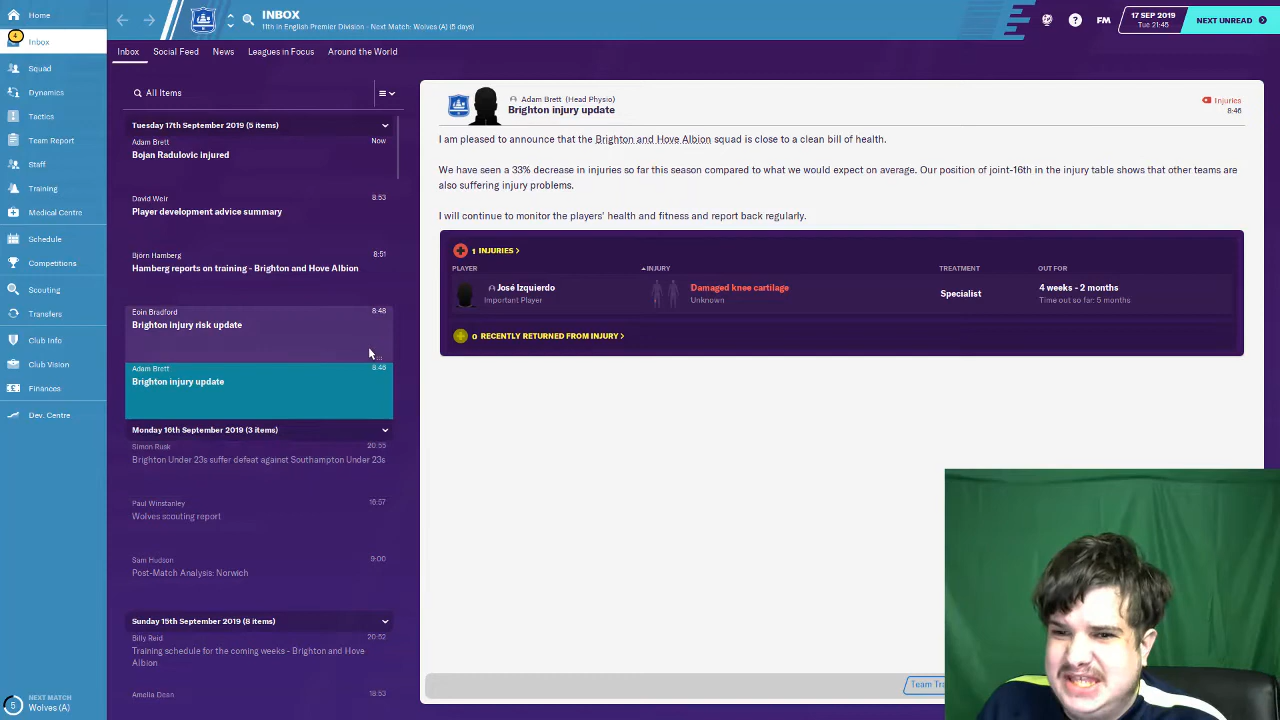 Home
4
Inbox
Squad
Dynamics
Tactics
Team Report
Staff
Training
Medical Centre
Schedule
Competitions
Scouting
Transfers
Club Info
Club Vision
Finances
Dev. Centre
5
NEXT MATCH
Wolves (A)
INBOX
11th in English Premier Division - Next Match: Wolves (A) (5 days)
?
FM
17 SEP 2019
Tue 21:45
NEXT UNREAD
Inbox
Social Feed
News
Leagues in Focus
Around the World
All Items
Tuesday 17th September 2019 (5 items)
Adam Brett
Now
Bojan Radulovic injured
David Weir
8:53
Player development advice summary
Björn Hamberg
8:51
Hamberg reports on training - Brighton and Hove Albion
Eoin Bradford
8:48
Brighton injury risk update
Adam Brett
8:46
Brighton injury update
Monday 16th September 2019 (3 items)
Simon Rusk
20:55
Brighton Under 23s suffer defeat against Southampton Under 23s
Paul Winstanley
16:57
Wolves scouting report
Sam Hudson
9:00
Post-Match Analysis: Norwich
Sunday 15th September 2019 (8 items)
Billy Reid
20:52
Training schedule for the coming weeks - Brighton and Hove
Albion
Amelia Dean
18:53
Adam Brett (Head Physio)
Brighton injury update
Injuries
8:46
I am pleased to announce that the Brighton and Hove Albion squad is close to a clean bill of health.
We have seen a 33% decrease in injuries so far this season compared to what we would expect on average. Our position of joint-16th in the injury table shows that other teams are
also suffering injury problems.
I will continue to monitor the players' health and fitness and report back regularly.
1 INJURIES >
PLAYER
INJURY
TREATMENT
OUT FOR
José Izquierdo
Important Player
Damaged knee cartilage
Unknown
Specialist
4 weeks - 2 months
Time out so far: 5 months
0 RECENTLY RETURNED FROM INJURY >
Team